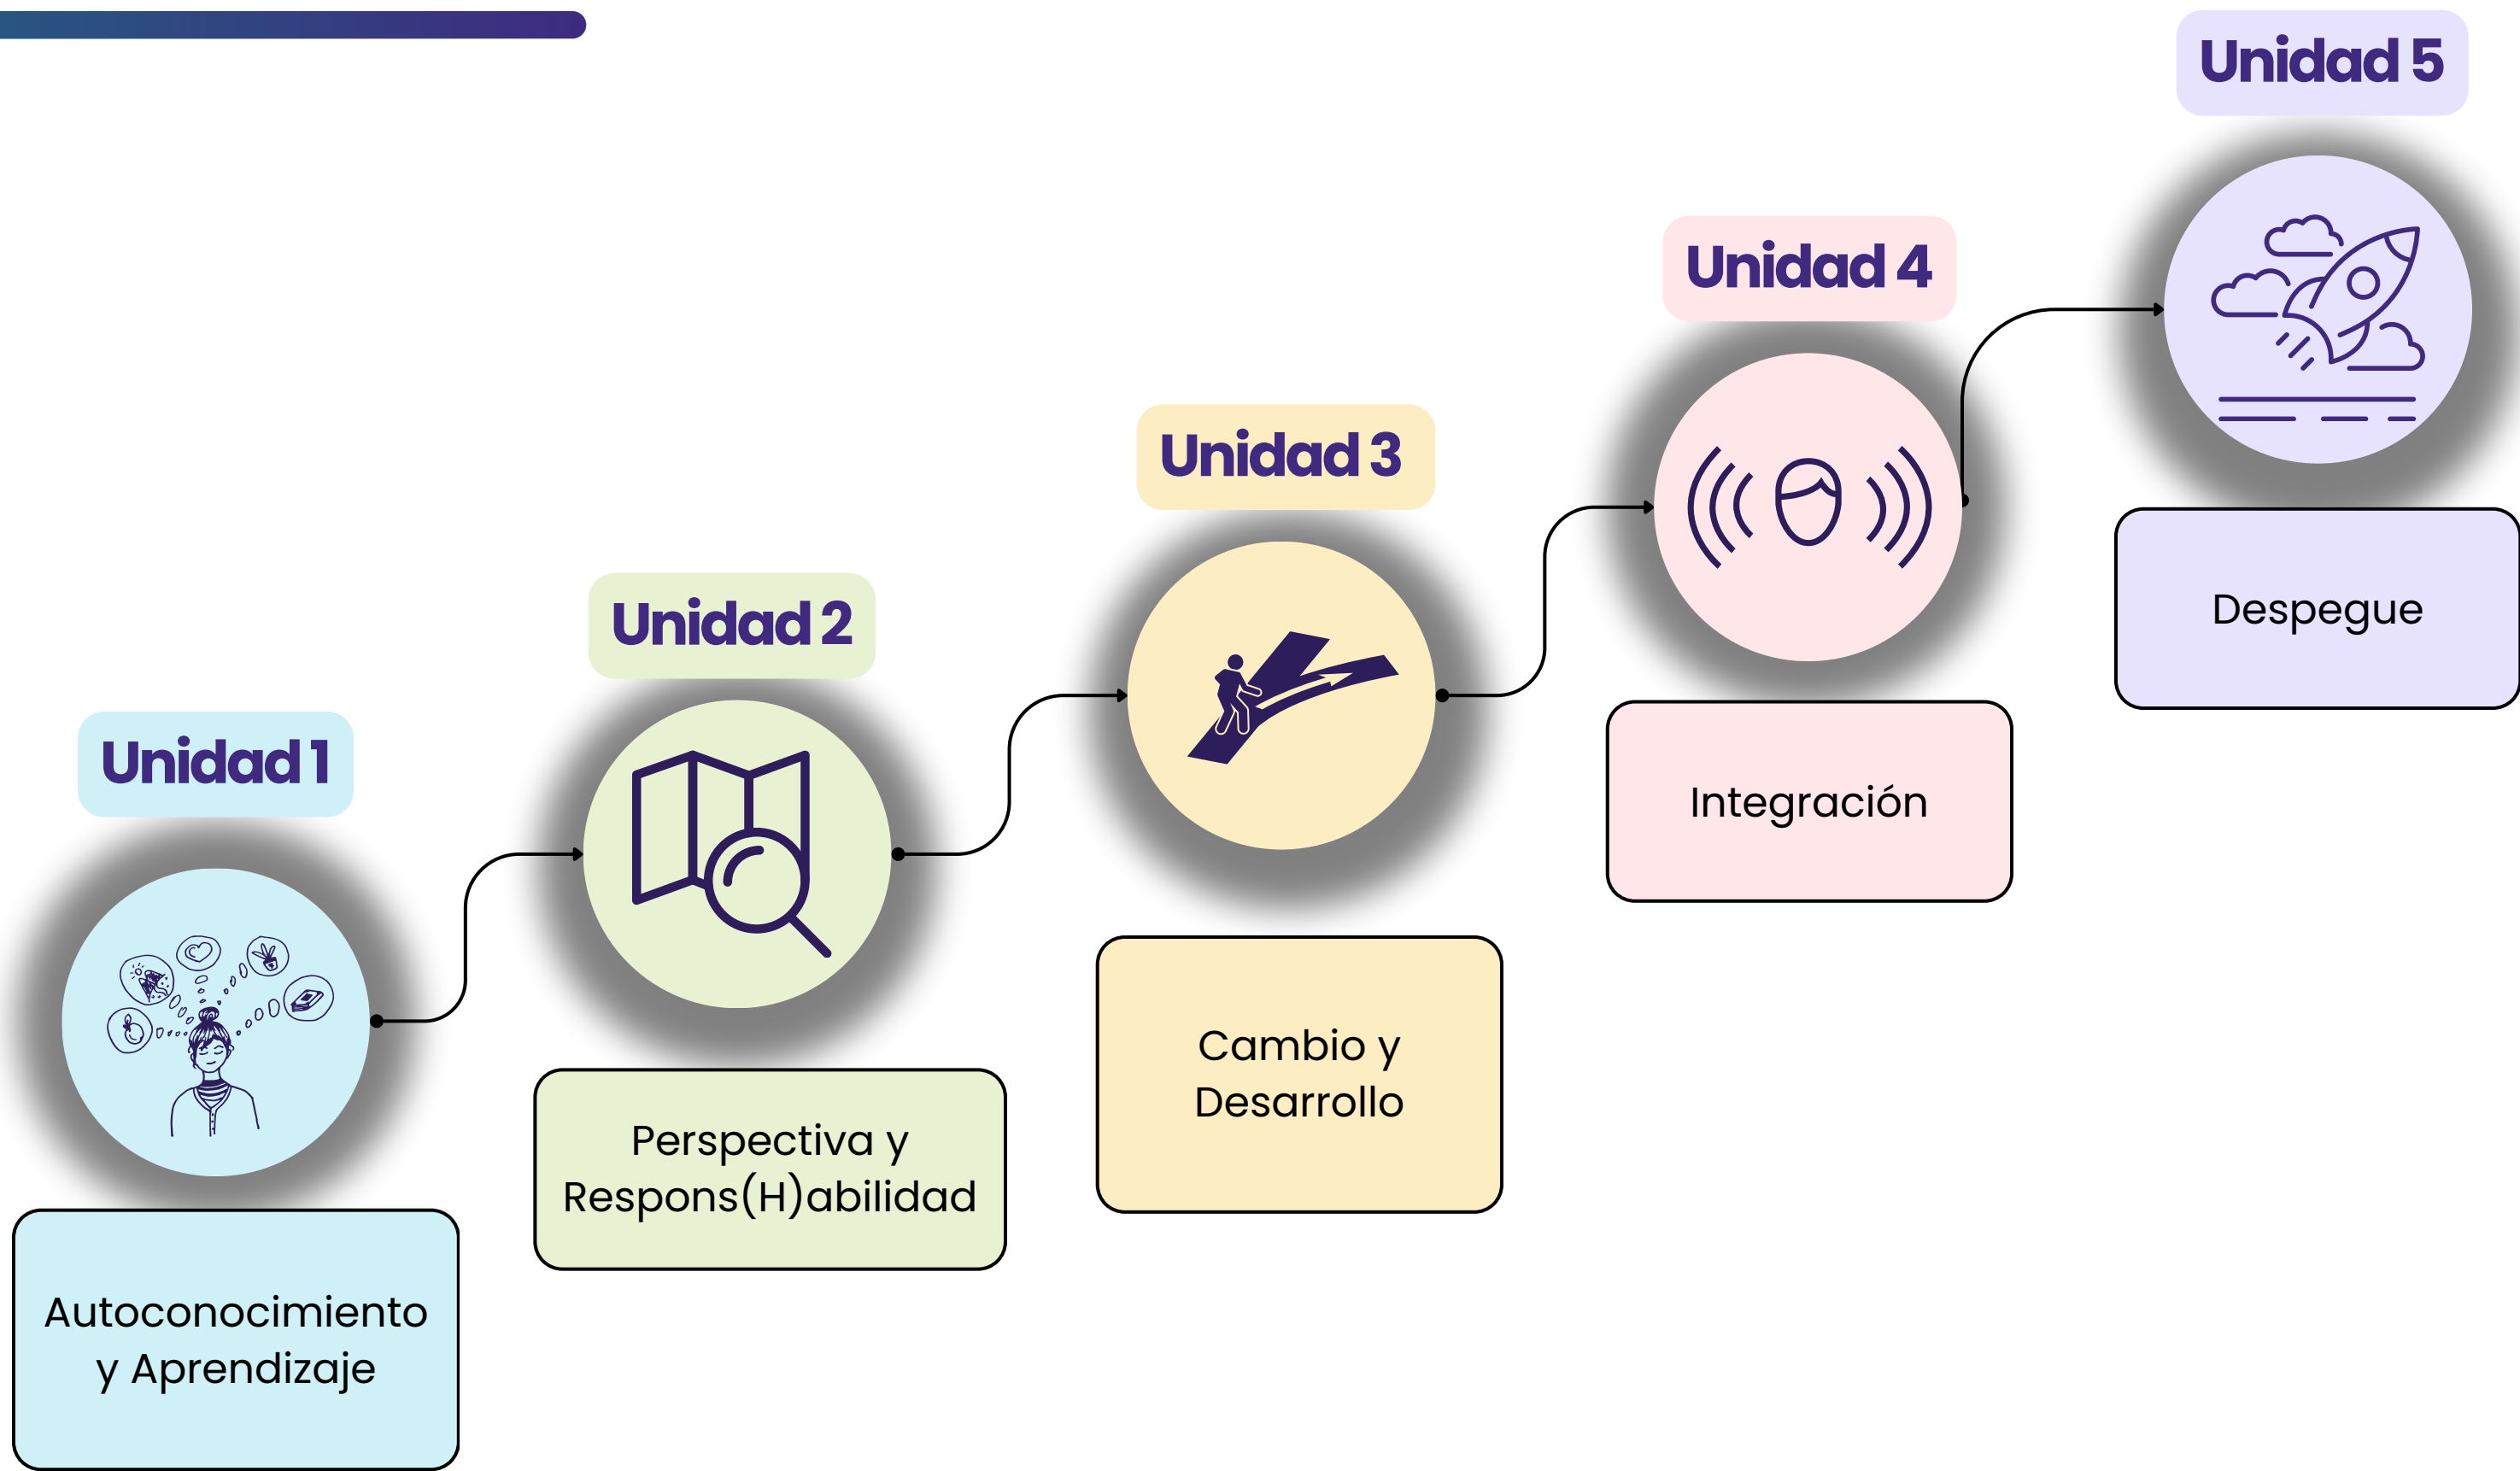 Unidad 1
Autoconocimiento
y Aprendizaje
Unidad 2
Perspectiva y
Respons(H)abilidad
Unidad 3
Cambio y
Desarrollo
Unidad 4
Integración
Unidad 5
Despegue